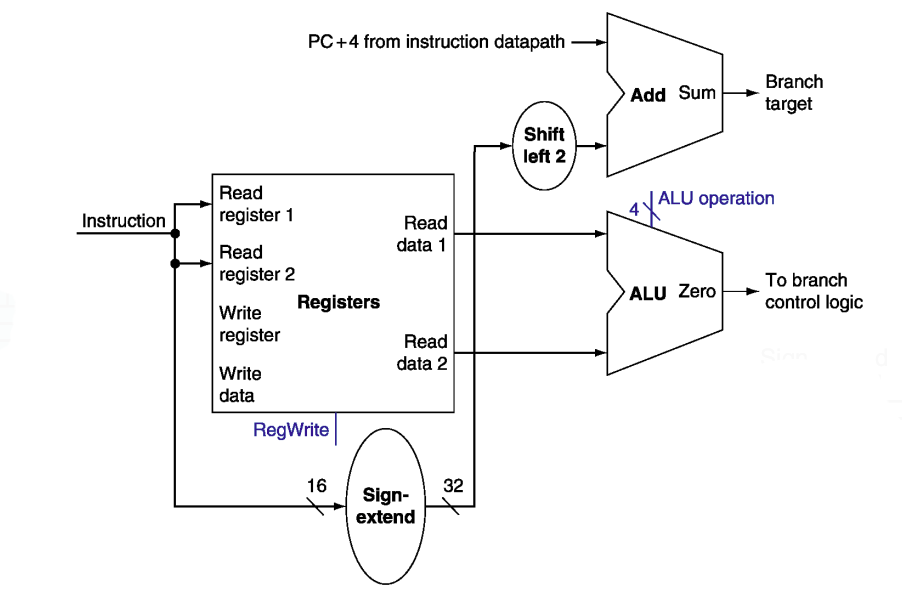 PC+4 from instruction datapath
Add Sum
Branch
target
Shift
left 2
4
ALU operation
Instruction
Read
register 1
Read
register 2
Write
register
Write
data
Registers
Read
data 1
Read
data 2
ALU Zero
To branch
control logic
RegWrite
16
Sign-
extend
32